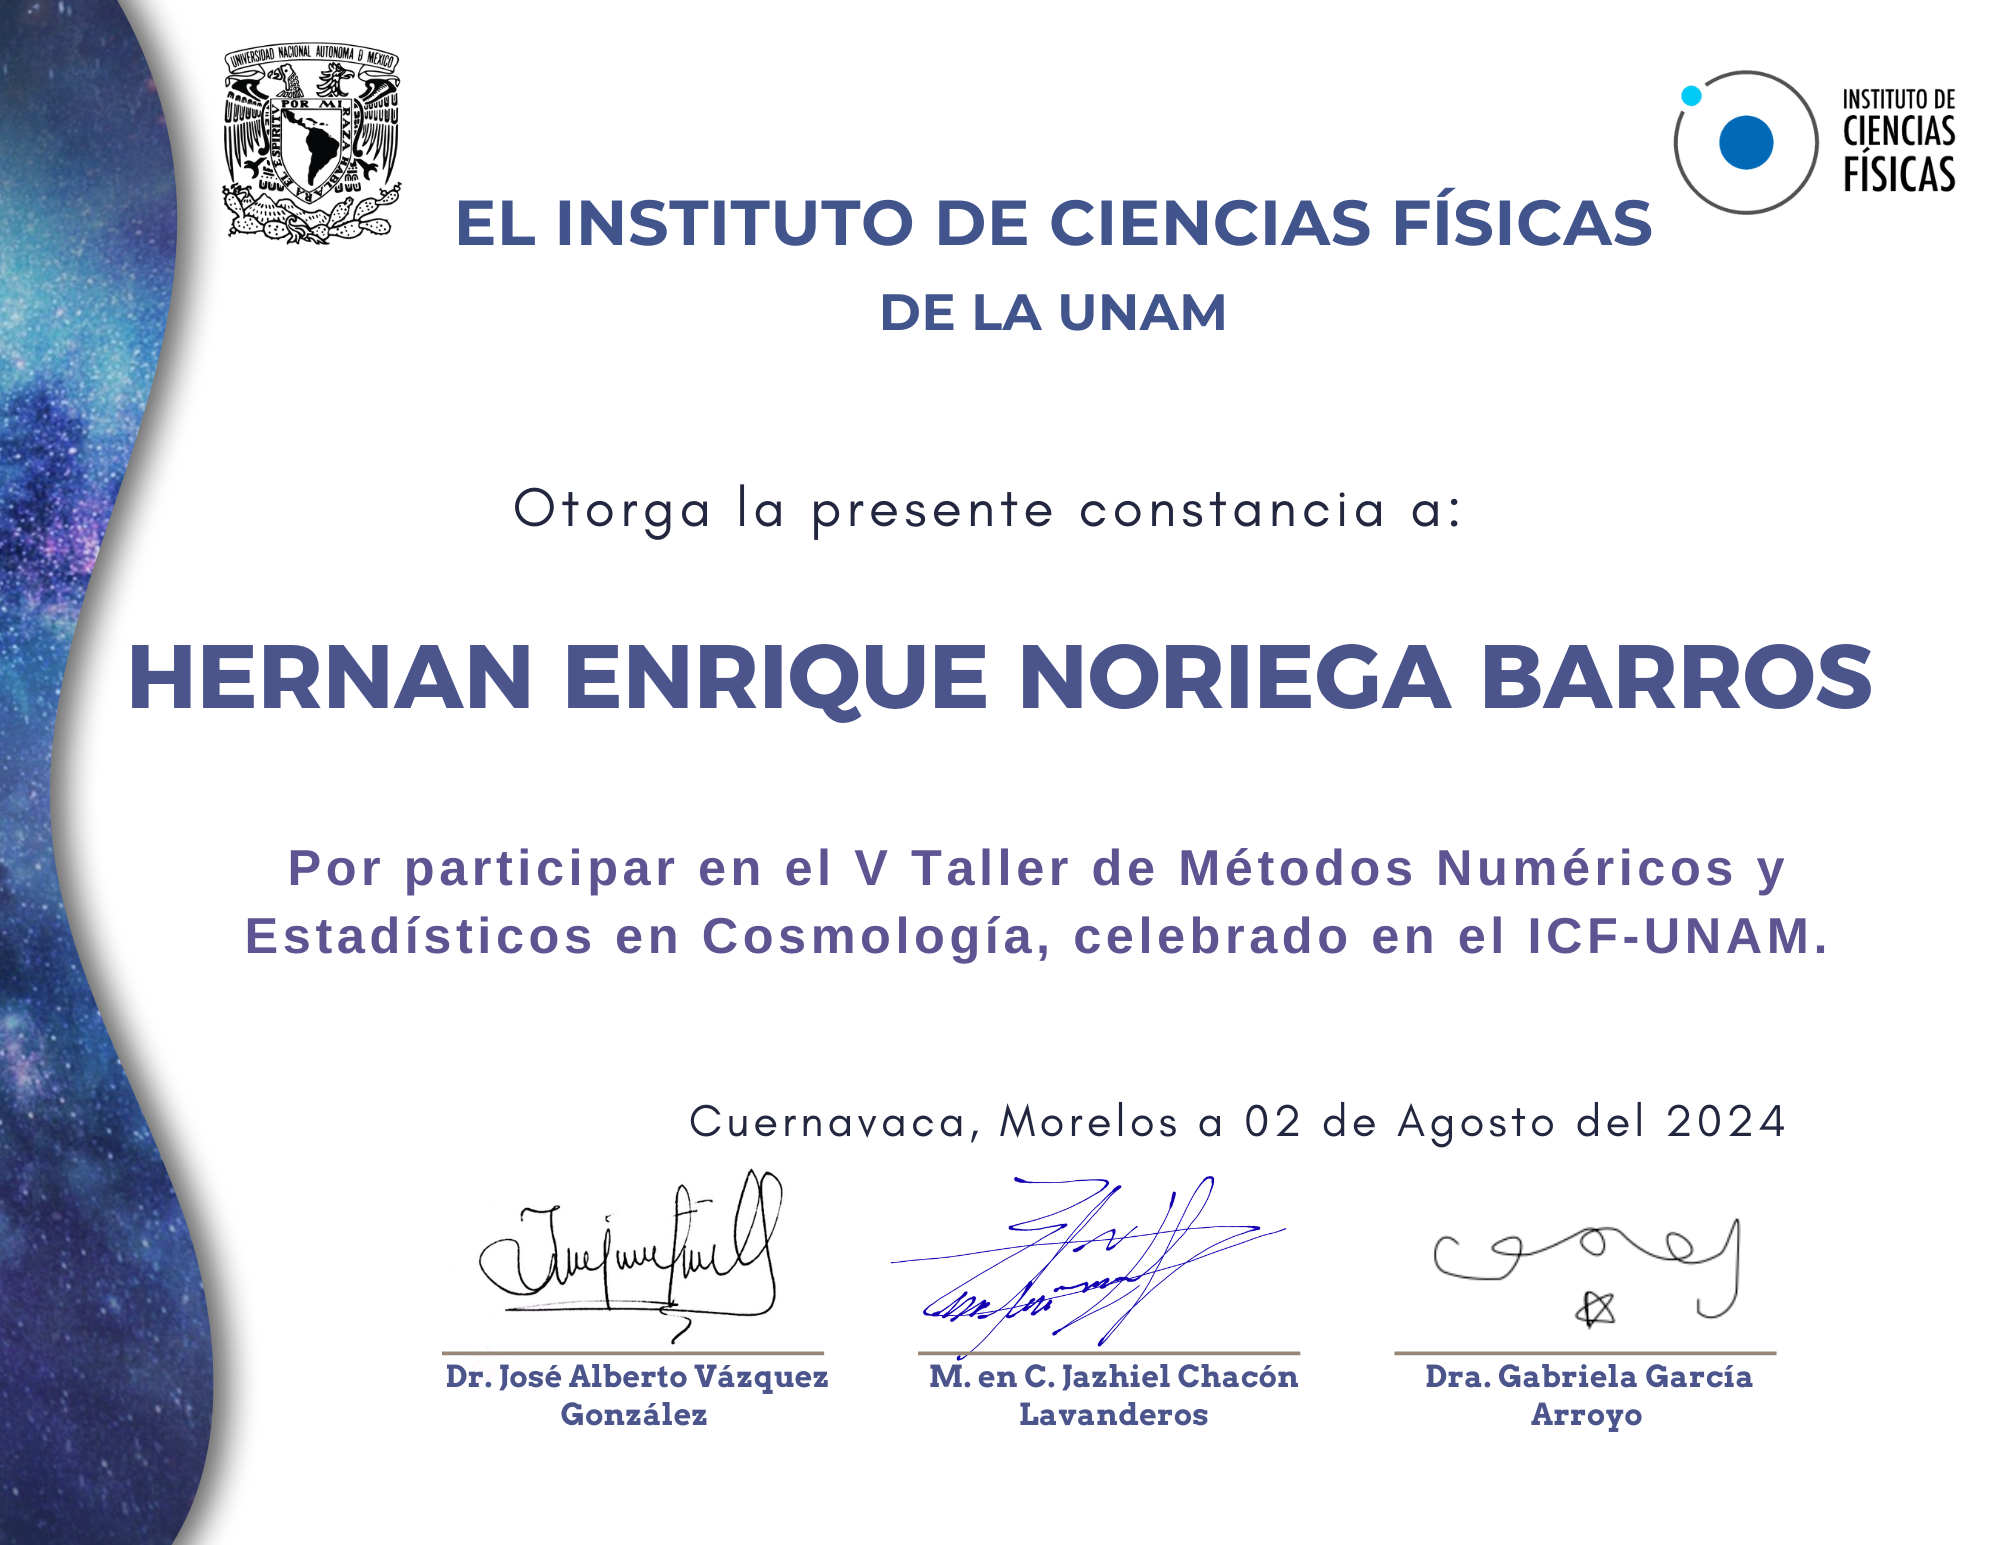 UNIVERSIDAD NACIONAL AUTONOMA D MEXICO
POR MI RAZA HABLARA EL ESPIRITV
INSTITUTO DE
CIENCIAS
FÍSICAS
EL INSTITUTO DE CIENCIAS FÍSICAS
DE LA UNAM
Otorga la presente constancia a:
HERNAN ENRIQUE NORIEGA BARROS
Por participar en el V Taller de Métodos Numéricos y
Estadísticos en Cosmología, celebrado en el ICF-UNAM.
Cuernavaca, Morelos a 02 de Agosto del 2024
Dr. José Alberto Vázquez
González
M. en C. Jazhiel Chacón
Lavanderos
Dra. Gabriela García
Arroyo